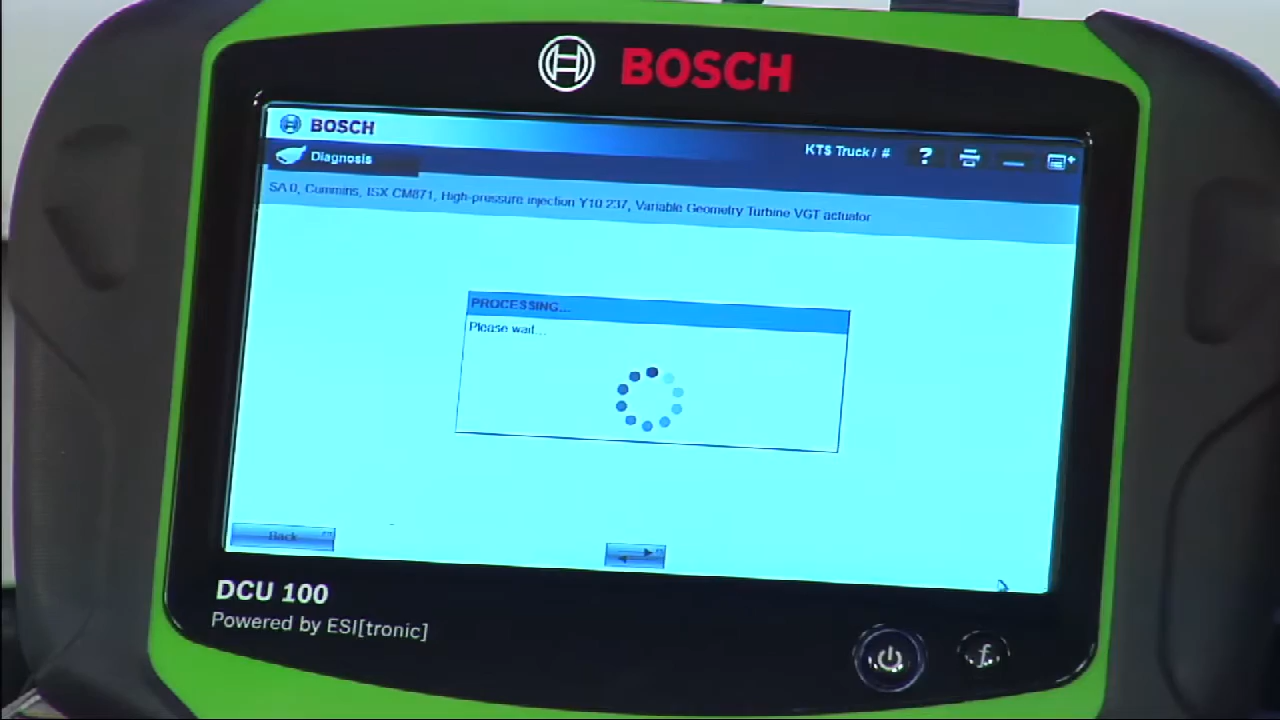 BOSCH
BOSCH
KTS Truck / #
?
Diagnosis
SA 0, Cummins, ISX CM871, High-pressure injection Y10 237, Variable Geometry Turbine VGT actuator
PROCESSING...
Please wait...
Back
DCU 100
Powered by ESI[tronic]
f